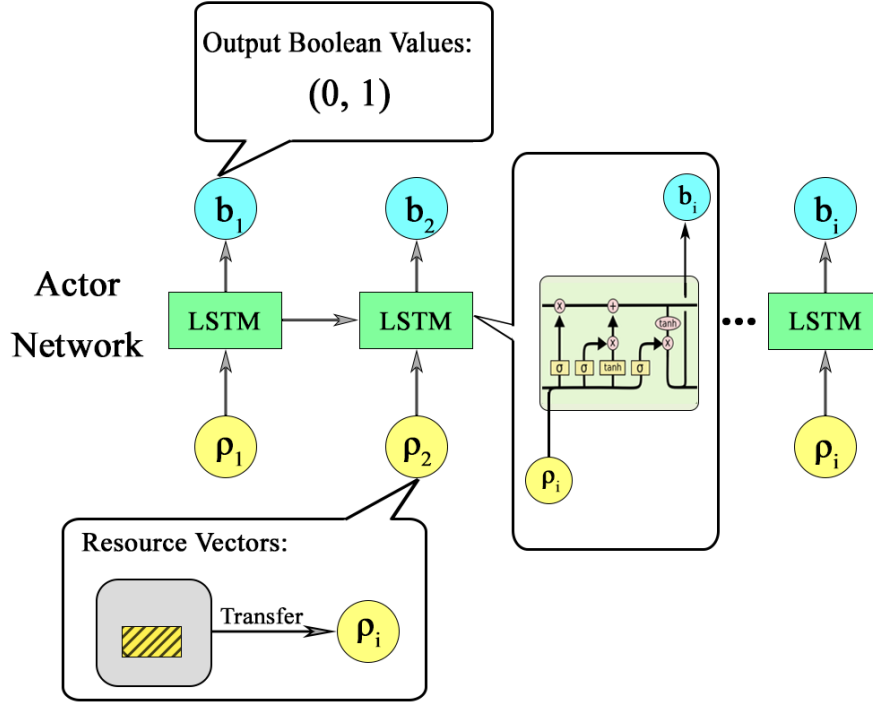 Output Boolean Values:
(0, 1)
b1
b2
bi
bi
Actor
Network
LSTM
LSTM
LSTM
x
+
tanh
x
x
σ
σ
tanh
σ
...
ρ1
ρ2
ρi
ρi
Resource Vectors:
Transfer
ρi